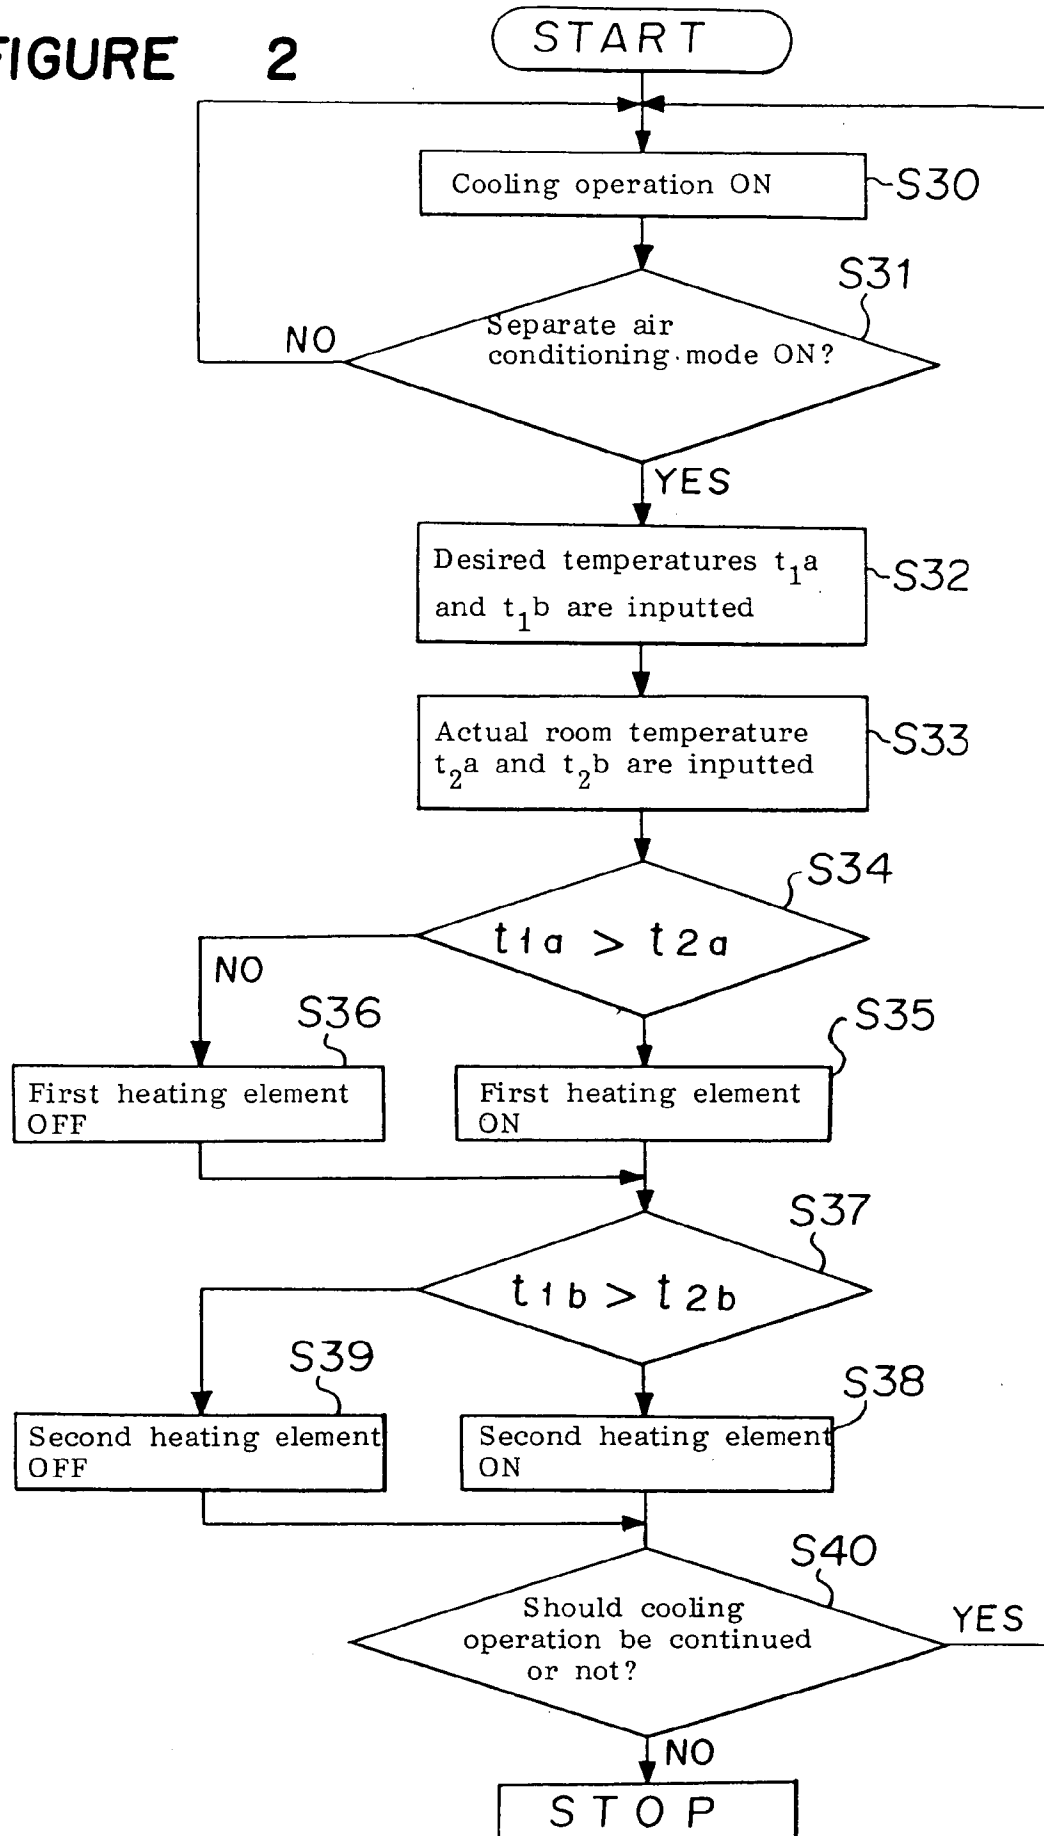 FIGURE 2
START
Cooling operation ON
S30
S31
Separate air
conditioning mode ON?
NO
YES
Desired temperatures t₁a
and t₁b are inputted
S32
Actual room temperature
t₂a and t₂b are inputted
S33
S34
t1a > t2a
NO
S36
S35
First heating element
OFF
First heating element
ON
S37
t1b > t2b
S39
S38
Second heating element
OFF
Second heating element
ON
S40
Should cooling
operation be continued
or not?
YES
NO
STOP